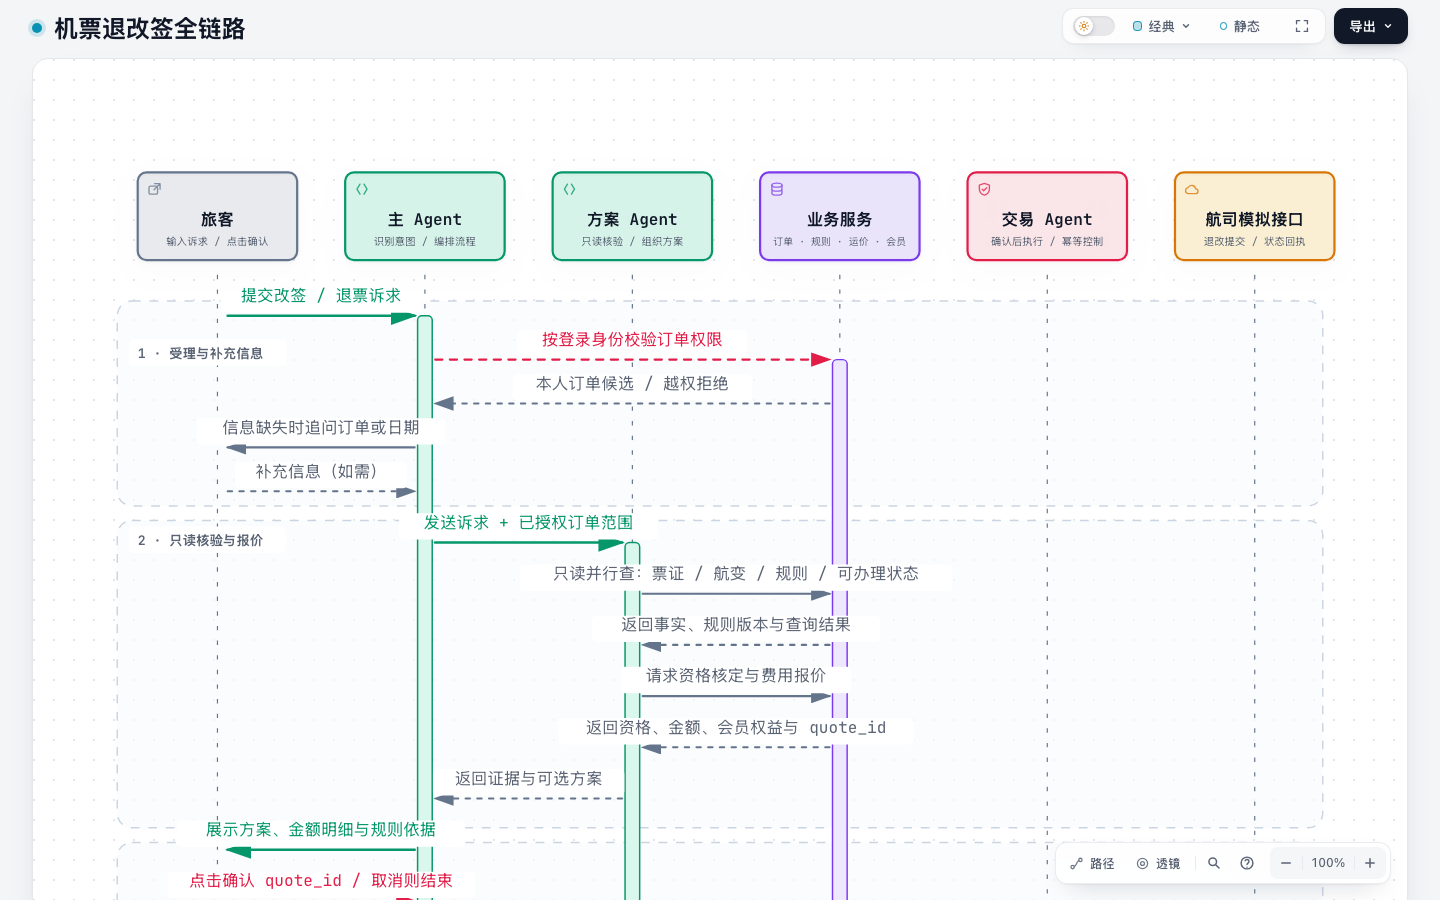 机票退改签全链路
经典
静态
导出
旅客
输入诉求 / 点击确认
主 Agent
识别意图 / 编排流程
方案 Agent
只读核验 / 组织方案
业务服务
订单 · 规则 · 运价 · 会员
交易 Agent
确认后执行 / 幂等控制
航司模拟接口
退改提交 / 状态回执
提交改签 / 退票诉求
按登录身份校验订单权限
1 · 受理与补充信息
本人订单候选 / 越权拒绝
信息缺失时追问订单或日期
补充信息（如需）
发送诉求 + 已授权订单范围
2 · 只读核验与报价
只读并行查：票证 / 航变 / 规则 / 可办理状态
返回事实、规则版本与查询结果
请求资格核定与费用报价
返回资格、金额、会员权益与 quote_id
返回证据与可选方案
展示方案、金额明细与规则依据
点击确认 quote_id / 取消则结束
路径
透镜
100%